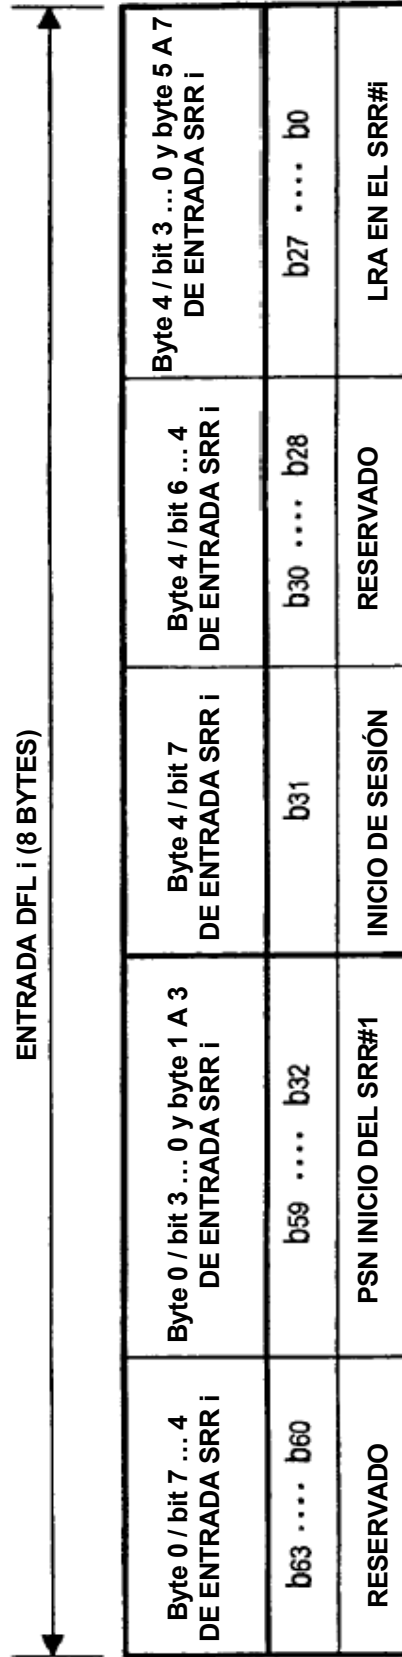 ENTRADA DFL i (8 BYTES)
Byte 0 / bit 7 ... 4
DE ENTRADA SRR i
Byte 0 / bit 3 ... 0 y byte 1 A 3
DE ENTRADA SRR i
Byte 4 / bit 7
DE ENTRADA SRR i
Byte 4 / bit 6 ... 4
DE ENTRADA SRR i
Byte 4 / bit 3 ... 0 y byte 5 A 7
DE ENTRADA SRR i
b63 .... b60
b59 .... b32
b31
b30 .... b28
b27 .... b0
RESERVADO
PSN INICIO DEL SRR#1
INICIO DE SESIÓN
RESERVADO
LRA EN EL SRR#i